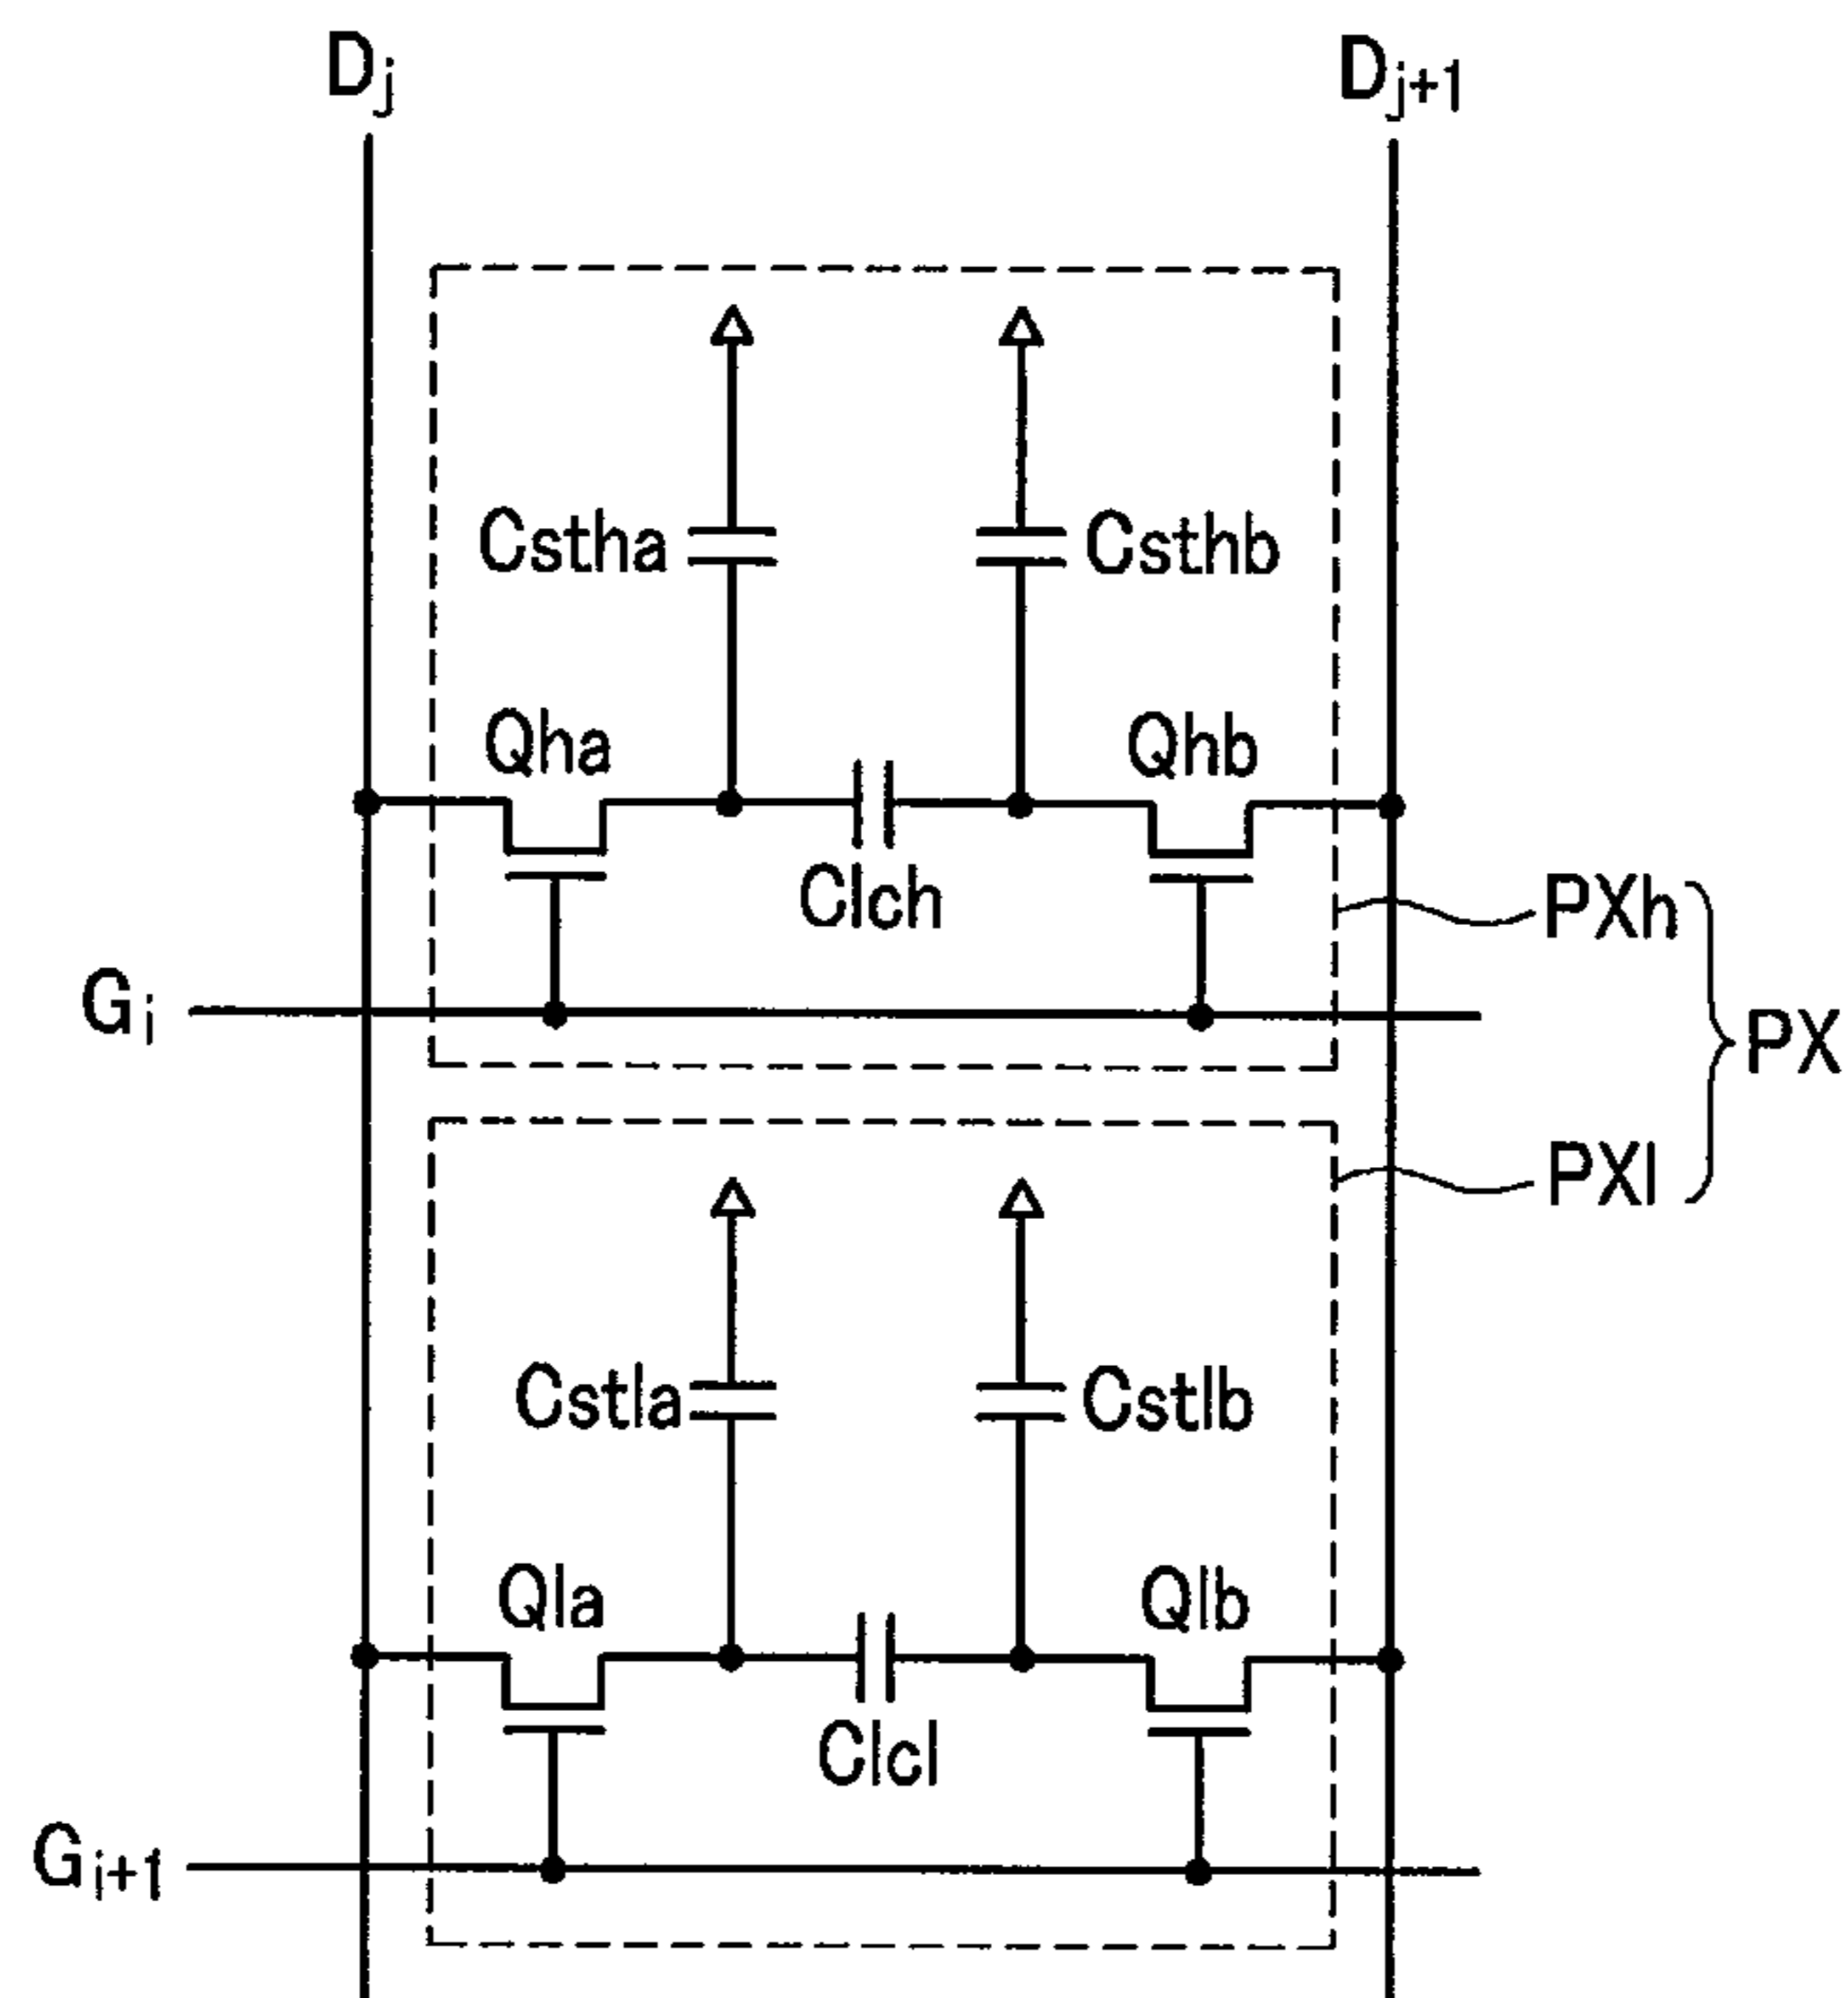 Dj
Dj+1
Cstha
Csthb
Qha
Qhb
Clch
PXh
Gi
PX
PXl
Cstla
Cstlb
Qla
Qlb
Clcl
Gi+1